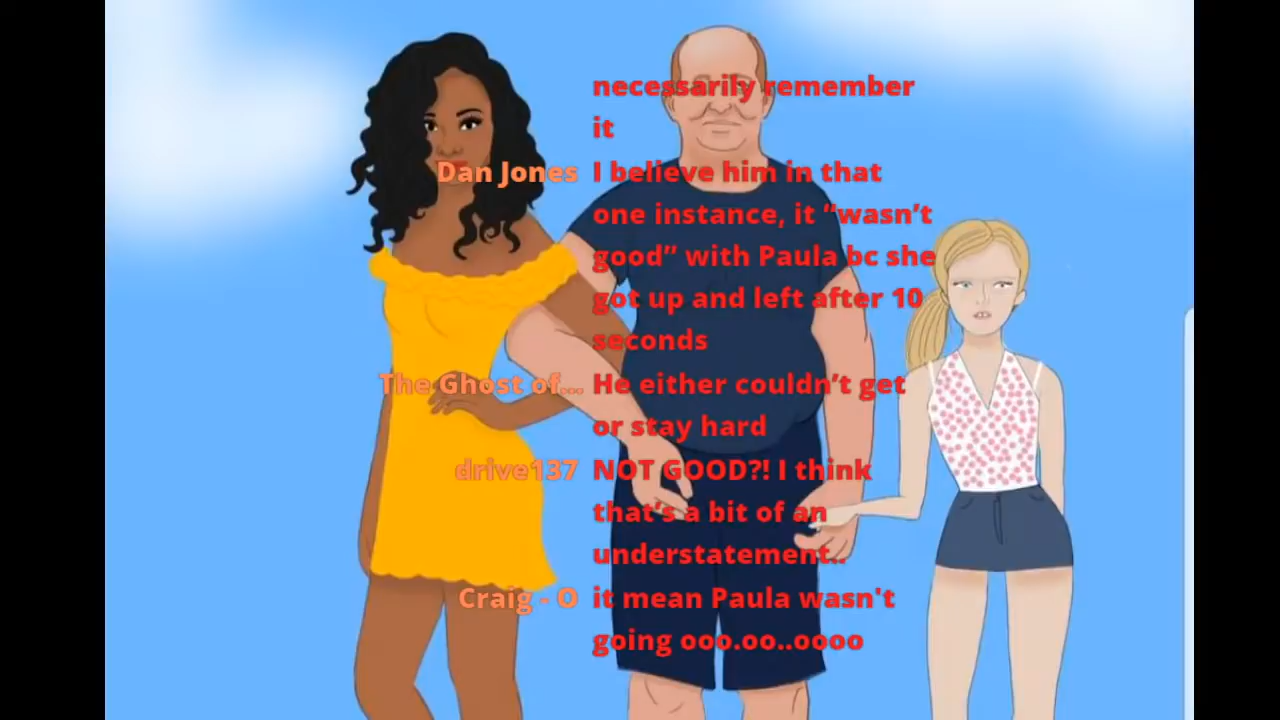 necessarily remember
it
Dan Jones I believe him in that
one instance, it “wasn’t
good” with Paula bc she
got up and left after 10
seconds
The Ghost of... He either couldn’t get
or stay hard
drive137 NOT GOOD?! I think
that’s a bit of an
understatement..
Craig - O it mean Paula wasn't
going ooo.oo..oooo